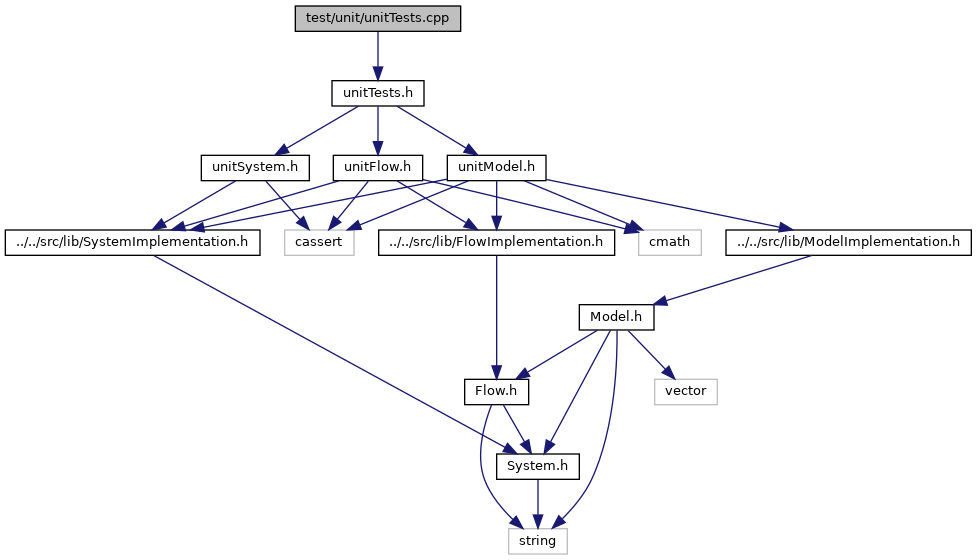 test/unit/unitTests.cpp
unitTests.h
unitSystem.h
unitFlow.h
unitModel.h
../../src/lib/SystemImplementation.h
cassert
../../src/lib/FlowImplementation.h
cmath
../../src/lib/ModelImplementation.h
Model.h
Flow.h
vector
System.h
string